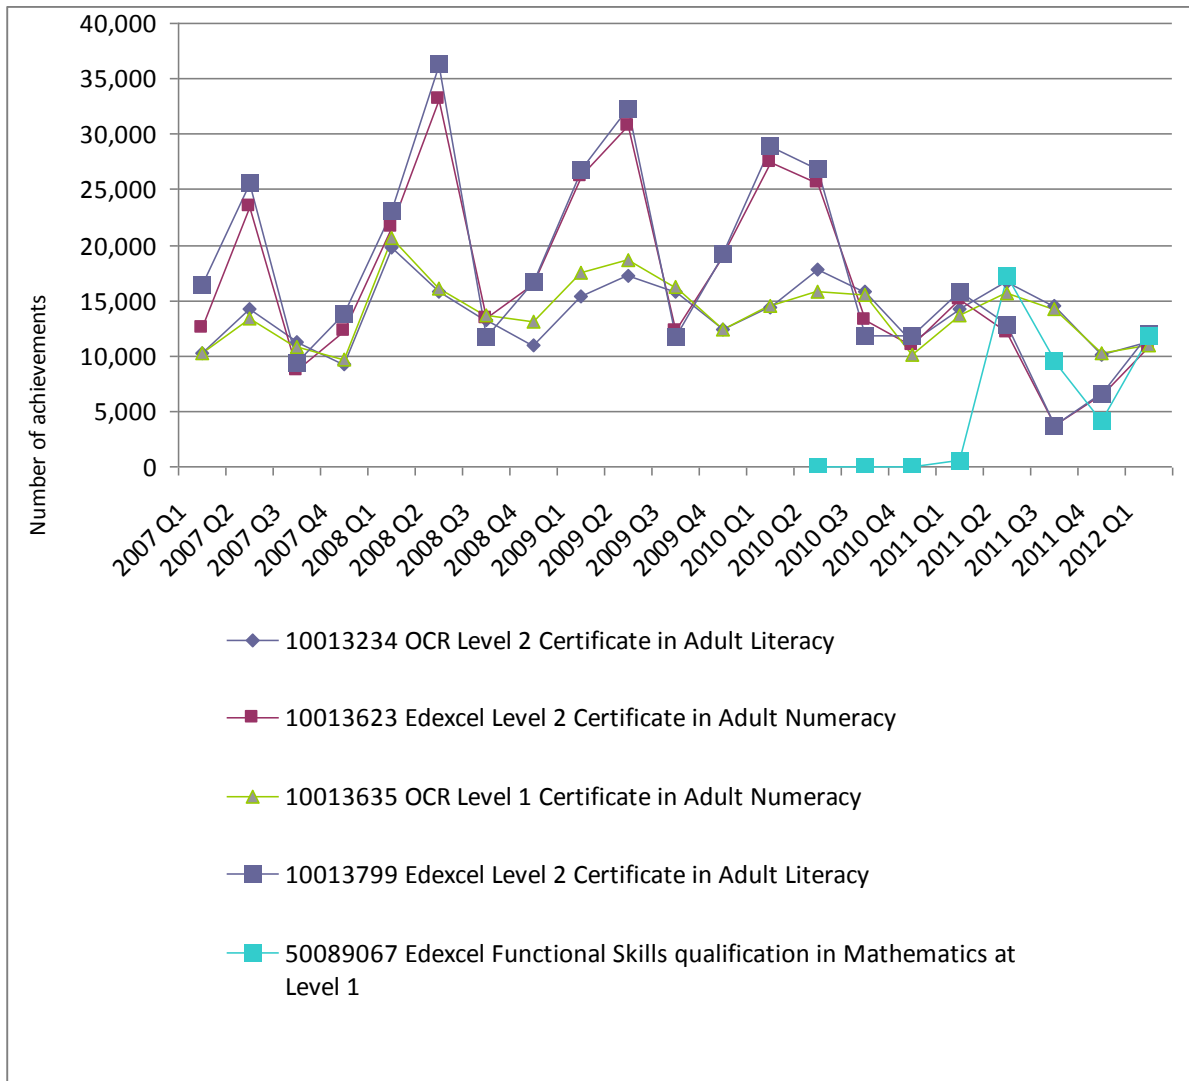 40,000
35,000
30,000
25,000
20,000
15,000
10,000
5,000
0
Number of achievements
2007 Q1
2007 Q2
2007 Q3
2007 Q4
2008 Q1
2008 Q2
2008 Q3
2008 Q4
2009 Q1
2009 Q2
2009 Q3
2009 Q4
2010 Q1
2010 Q2
2010 Q3
2010 Q4
2011 Q1
2011 Q2
2011 Q3
2011 Q4
2012 Q1
10013234 OCR Level 2 Certificate in Adult Literacy
10013623 Edexcel Level 2 Certificate in Adult Numeracy
10013635 OCR Level 1 Certificate in Adult Numeracy
10013799 Edexcel Level 2 Certificate in Adult Literacy
50089067 Edexcel Functional Skills qualification in Mathematics at
Level 1